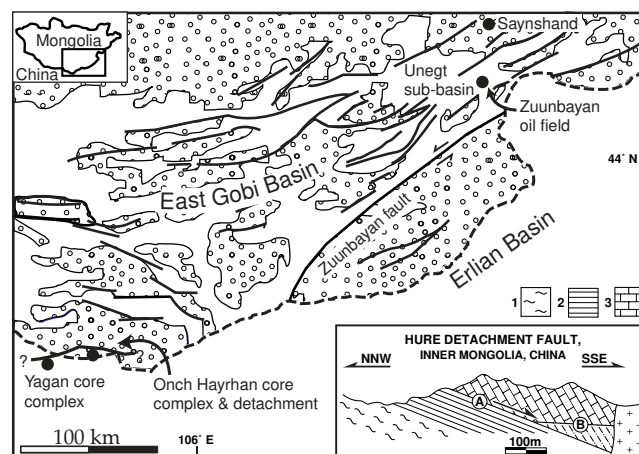 Mongolia
China
Saynshand
Unegt
sub-basin
Zuunbayan
oil field
44° N
East Gobi Basin
Zuunbayan fault
Erlian Basin
1
2
3
?
Yagan core
complex
Onch Hayrhan core
complex & detachment
100 km
106° E
HURE DETACHMENT FAULT,
INNER MONGOLIA, CHINA
NNW
SSE
A
B
100m